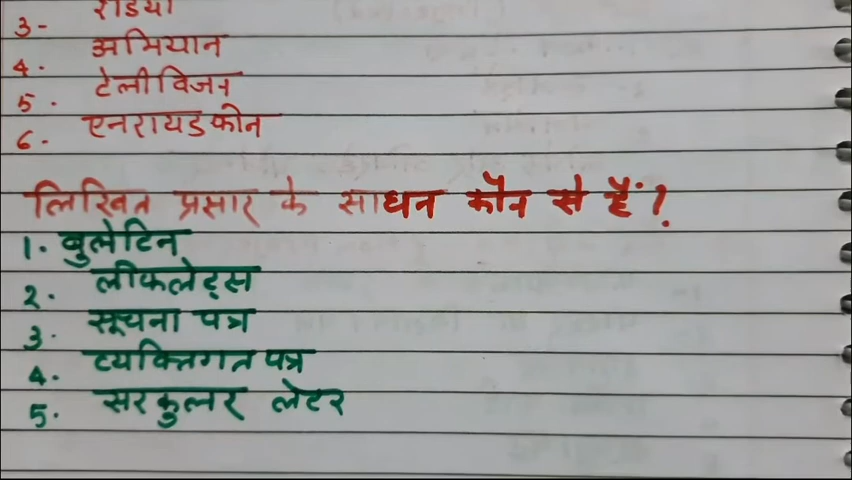 3- रेडियो
4. अभियान
5. टेलीविजन
6. एनरायडफोन
लिखित प्रसार के साधन कौन से हैं?
1. बुलेटिन
2. लीफलेट्स
3. सूचना पत्र
4. व्यक्तिगत पत्र
5. सरकुलर लेटर